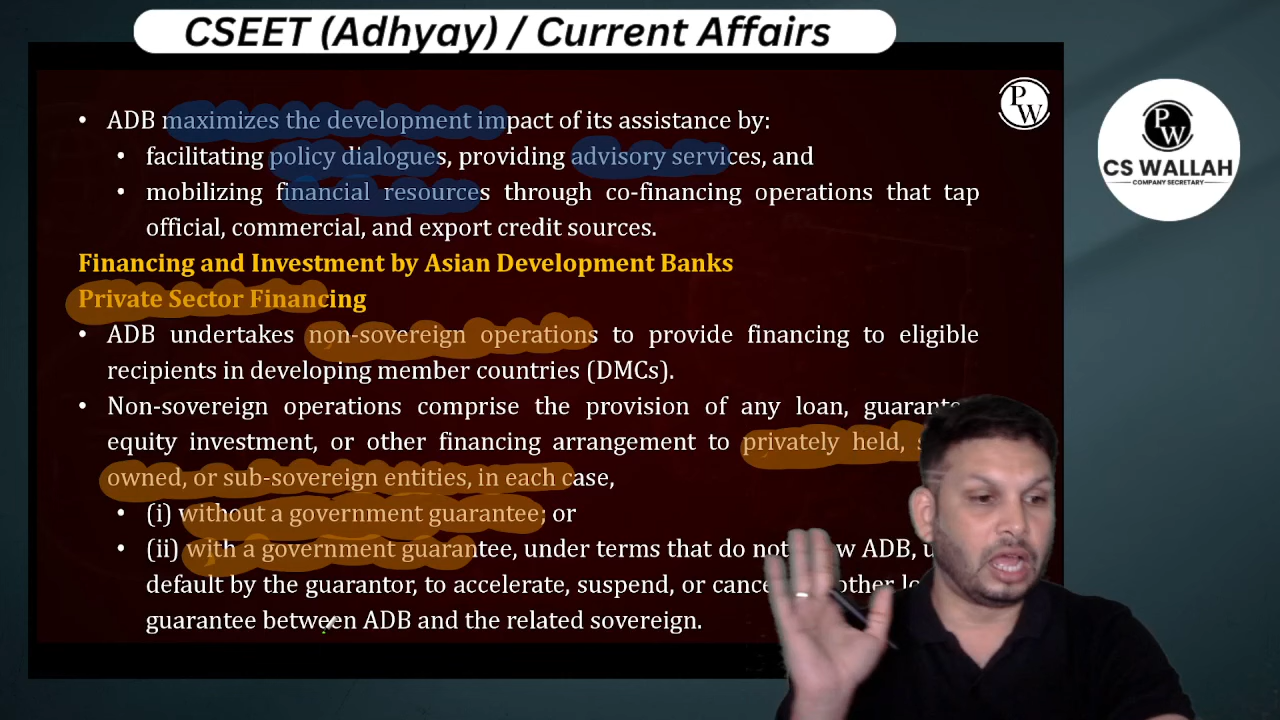 CSEET (Adhyay) / Current Affairs
PW
PW
CS WALLAH
COMPANY SECRETARY
• ADB maximizes the development impact of its assistance by:
• facilitating policy dialogues, providing advisory services, and
• mobilizing financial resources through co-financing operations that tap
official, commercial, and export credit sources.
Financing and Investment by Asian Development Banks
Private Sector Financing
• ADB undertakes non-sovereign operations to provide financing to eligible
recipients in developing member countries (DMCs).
• Non-sovereign operations comprise the provision of any loan,
equity investment, or other financing arrangement to privately held,
owned, or sub-sovereign entities, in each case,
• (i) without a government guarantee; or
• (ii) with a government guarantee, under terms that do not ADB,
default by the guarantor, to accelerate, suspend, or other
guarantee between ADB and the related sovereign.